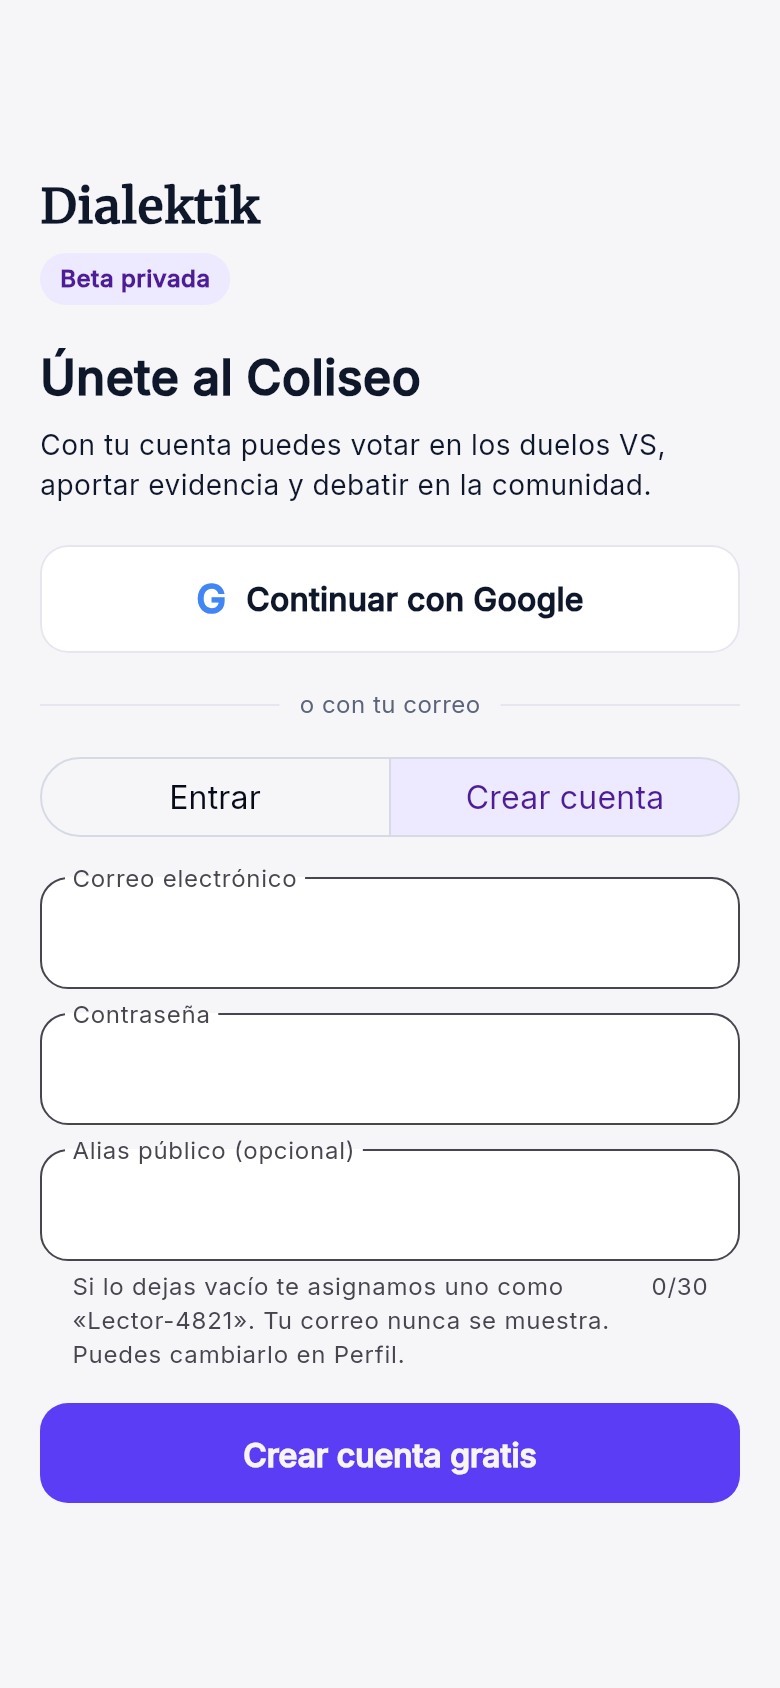 Dialektik
Beta privada
Únete al Coliseo
Con tu cuenta puedes votar en los duelos VS,
aportar evidencia y debatir en la comunidad.
G Continuar con Google
o con tu correo
Entrar
Crear cuenta
Correo electrónico
Contraseña
Alias público (opcional)
Si lo dejas vacío te asignamos uno como 0/30
«Lector-4821». Tu correo nunca se muestra.
Puedes cambiarlo en Perfil.
Crear cuenta gratis